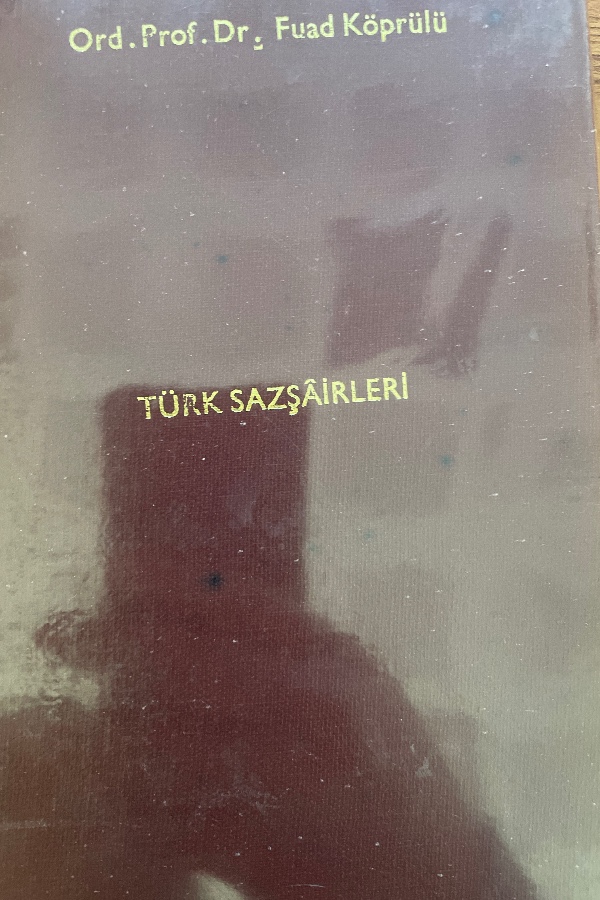 Ord.Prof.Dr. Fuad Köprülü
TÜRK SAZŞÂİRLERİ